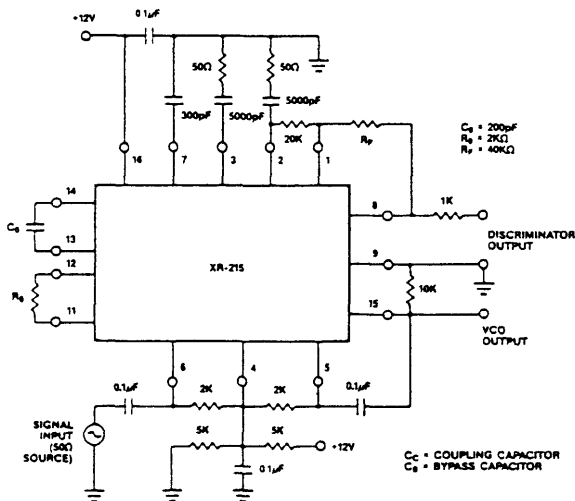 +12V
0.1μF
50Ω
50Ω
300pF
5000pF
5000pF
20K
RP
C0 = 200pF
R0 = 2KΩ
RP = 40KΩ
16
7
3
2
1
14
C0
13
12
R0
11
XR-215
8
1K
DISCRIMINATOR
OUTPUT
9
10K
15
VCO
OUTPUT
6
4
5
0.1μF
2K
2K
0.1μF
SIGNAL
INPUT
(50Ω
SOURCE)
5K
5K
+12V
0.1μF
CC = COUPLING CAPACITOR
CB = BYPASS CAPACITOR